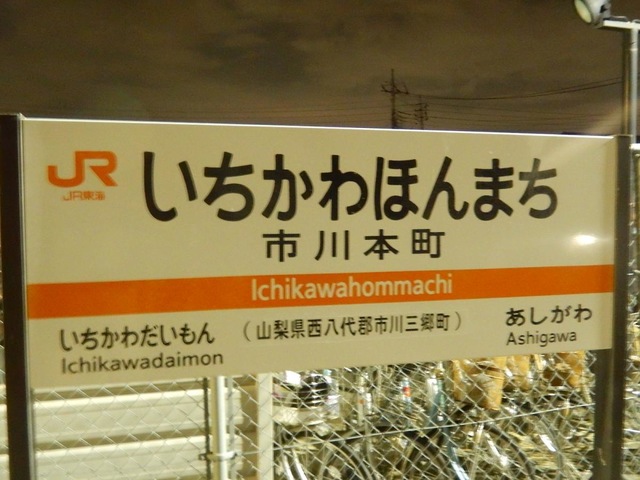 JR
JR東海
いちかわほんまち
市川本町
Ichikawahommachi
いちかわだいもん
Ichikawadaimon
(山梨県西八代郡市川三郷町)
あしがわ
Ashigawa